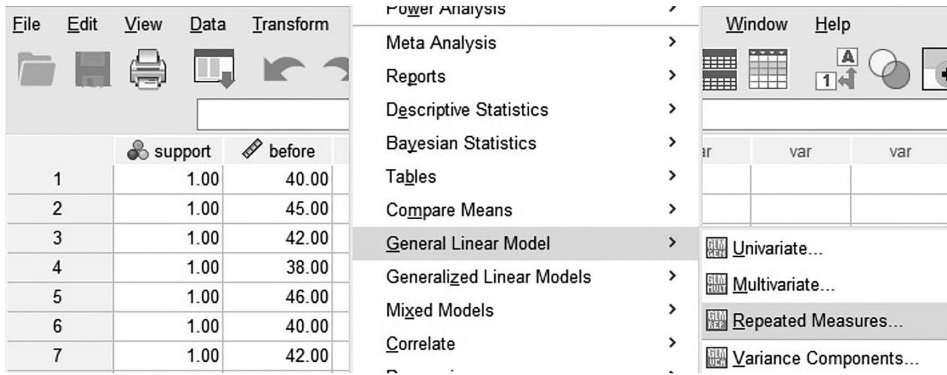 File Edit View Data Transform
Power Analysis
Window Help
Meta Analysis
Reports
Descriptive Statistics
Bayesian Statistics
Tables
Compare Means
General Linear Model
Generalized Linear Models
Mixed Models
Correlate
A
1
support before
var var
1 1.00 40.00
2 1.00 45.00
3 1.00 42.00
4 1.00 38.00
5 1.00 46.00
6 1.00 40.00
7 1.00 42.00
Univariate...
Multivariate...
Repeated Measures...
Variance Components...